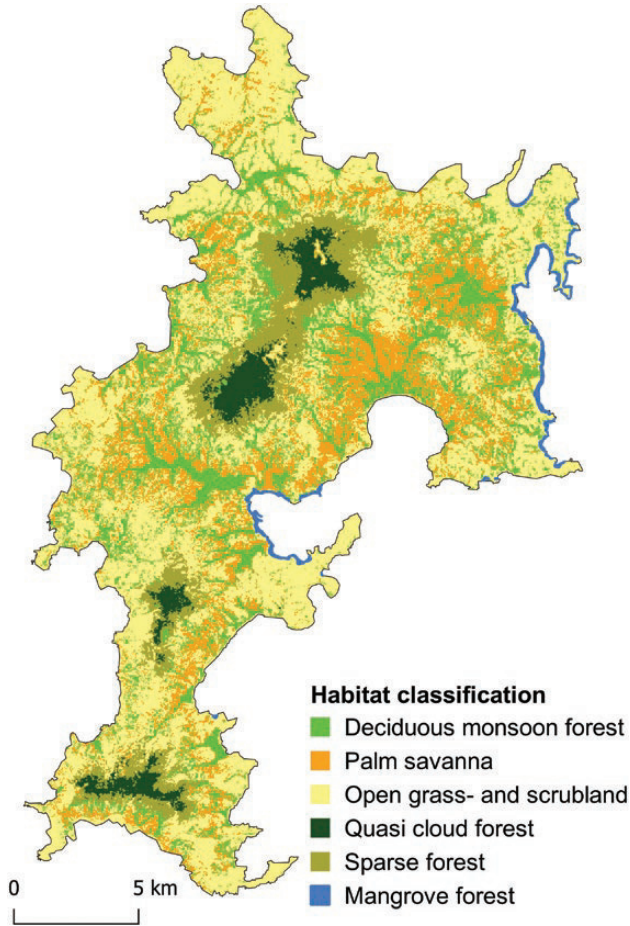 Habitat classification
Deciduous monsoon forest
Palm savanna
Open grass- and scrubland
Quasi cloud forest
Sparse forest
Mangrove forest
0 5 km